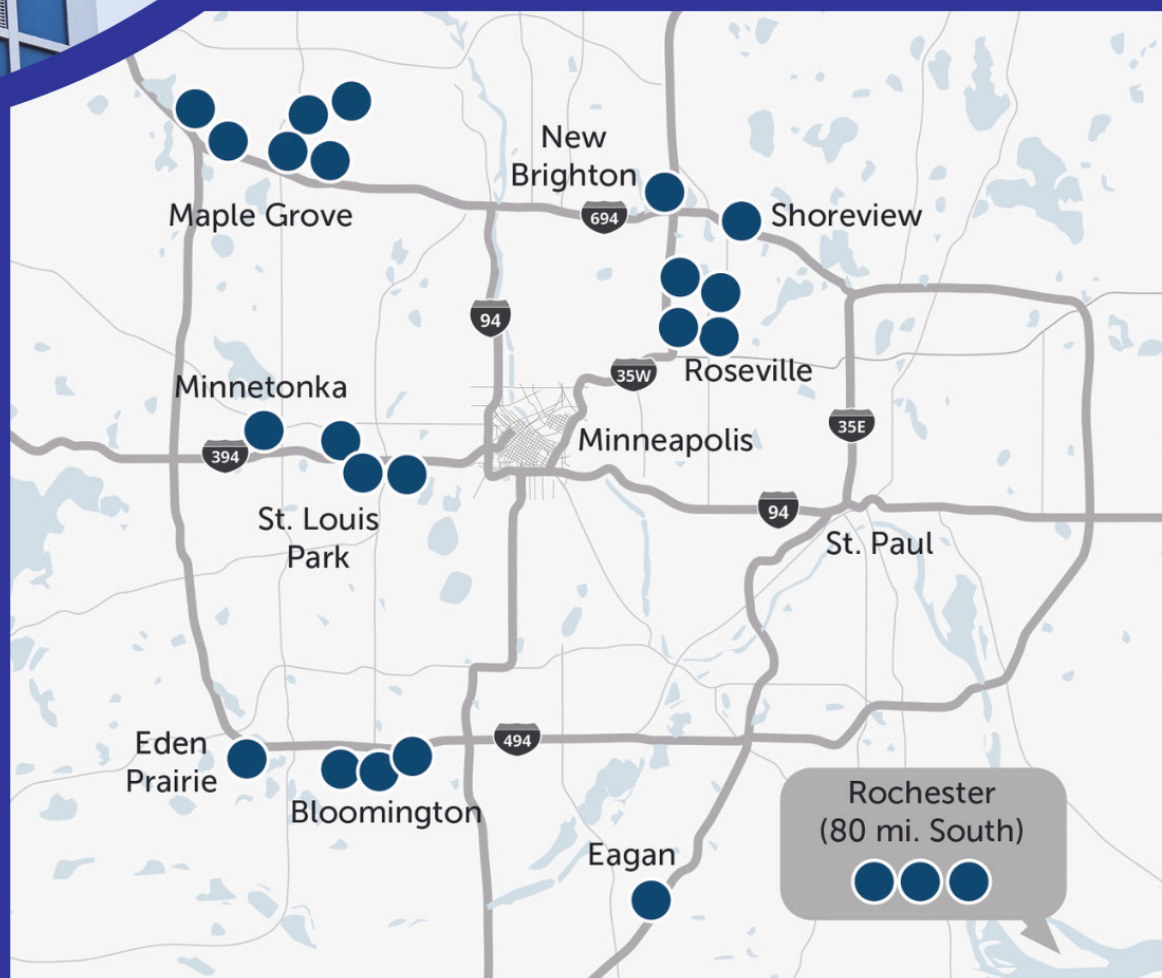 New
Brighton
694
Shoreview
Maple Grove
94
Minnetonka
35W
Roseville
394
Minneapolis
35E
St. Louis
Park
94
St. Paul
Eden
Prairie
494
Bloomington
Rochester
(80 mi. South)
Eagan